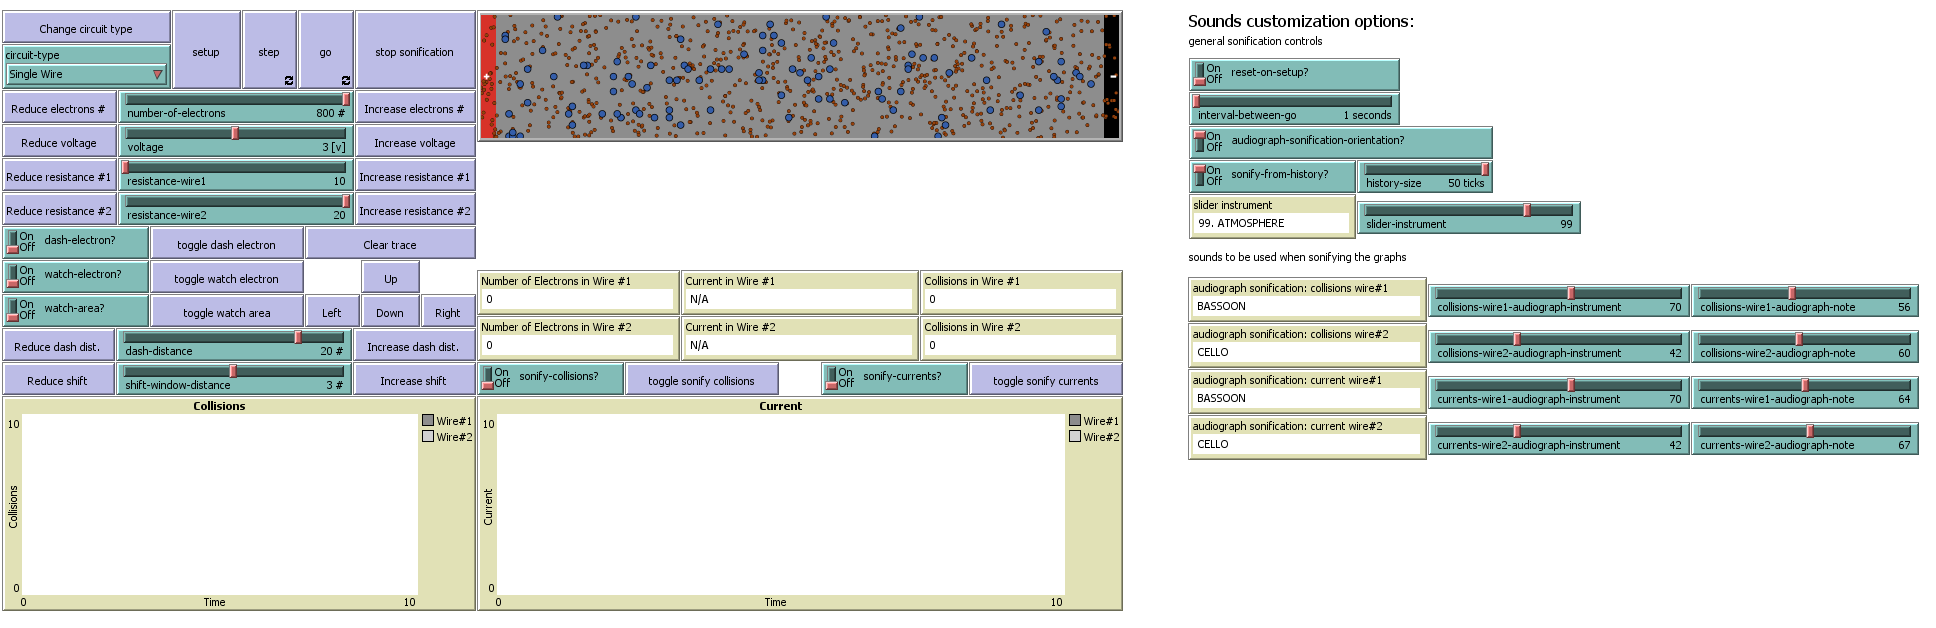 Change circuit type
circuit-type
Single Wire
setup
step
go
stop sonification
Reduce electrons #
number-of-electrons 800 #
Increase electrons #
Reduce voltage
voltage 3 [v]
Increase voltage
Reduce resistance #1
resistance-wire1 10
Increase resistance #1
Reduce resistance #2
resistance-wire2 20
Increase resistance #2
On
Off
dash-electron?
toggle dash electron
Clear trace
On
Off
watch-electron?
toggle watch electron
Up
On
Off
watch-area?
toggle watch area
Left
Down
Right
Reduce dash dist.
dash-distance 20 #
Increase dash dist.
Reduce shift
shift-window-distance 3 #
Increase shift
Number of Electrons in Wire #1
0
Current in Wire #1
N/A
Collisions in Wire #1
0
Number of Electrons in Wire #2
0
Current in Wire #2
N/A
Collisions in Wire #2
0
On
Off
sonify-collisions?
toggle sonify collisions
On
Off
sonify-currents?
toggle sonify currents
Collisions
10
Collisions
0
0
Time
10
Wire#1
Wire#2
Current
10
Current
0
0
Time
10
Wire#1
Wire#2
Sounds customization options:
general sonification controls
On
Off
reset-on-setup?
interval-between-go 1 seconds
On
Off
audiograph-sonification-orientation?
On
Off
sonify-from-history?
history-size 50 ticks
slider instrument
99. ATMOSPHERE
slider-instrument 99
sounds to be used when sonifying the graphs
audiograph sonification: collisions wire#1
BASSOON
collisions-wire1-audiograph-instrument 70
collisions-wire1-audiograph-note 56
audiograph sonification: collisions wire#2
CELLO
collisions-wire2-audiograph-instrument 42
collisions-wire2-audiograph-note 60
audiograph sonification: current wire#1
BASSOON
currents-wire1-audiograph-instrument 70
currents-wire1-audiograph-note 64
audiograph sonification: current wire#2
CELLO
currents-wire2-audiograph-instrument 42
currents-wire2-audiograph-note 67